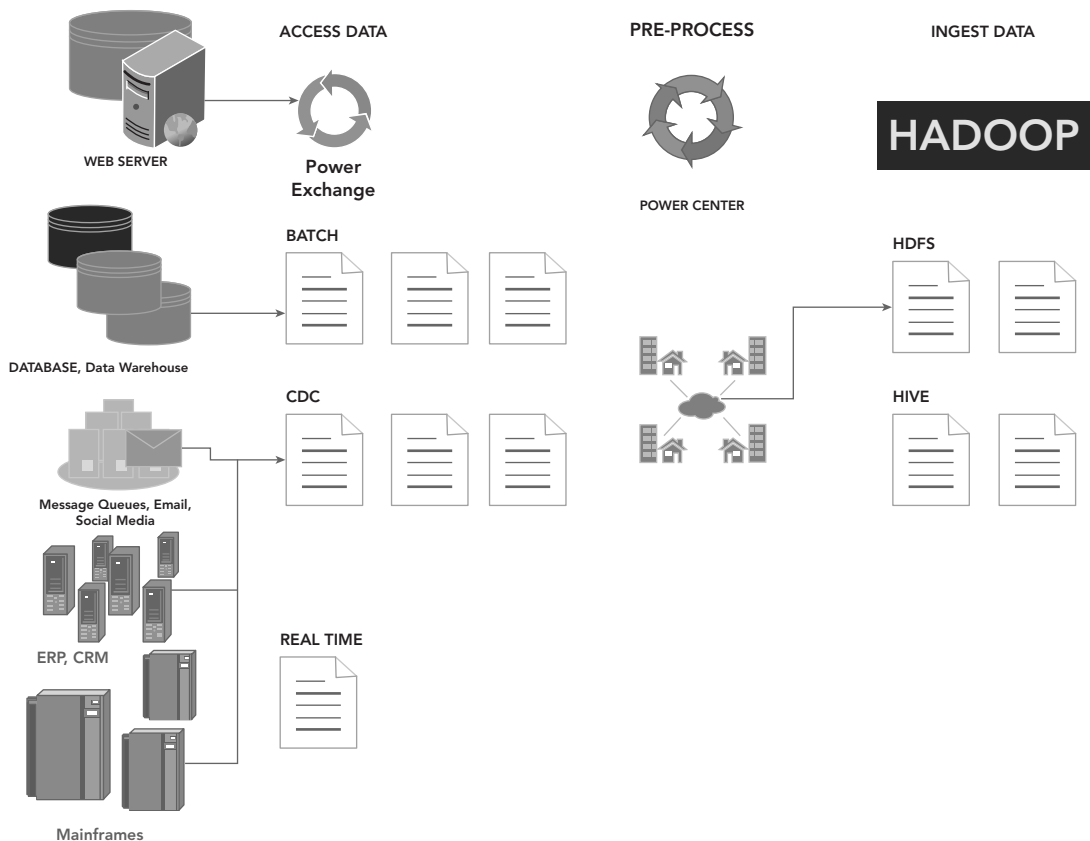 ACCESS DATA
PRE-PROCESS
INGEST DATA
HADOOP
WEB SERVER
Power
Exchange
POWER CENTER
BATCH
HDFS
DATABASE, Data Warehouse
CDC
HIVE
Message Queues, Email,
Social Media
REAL TIME
ERP, CRM
Mainframes